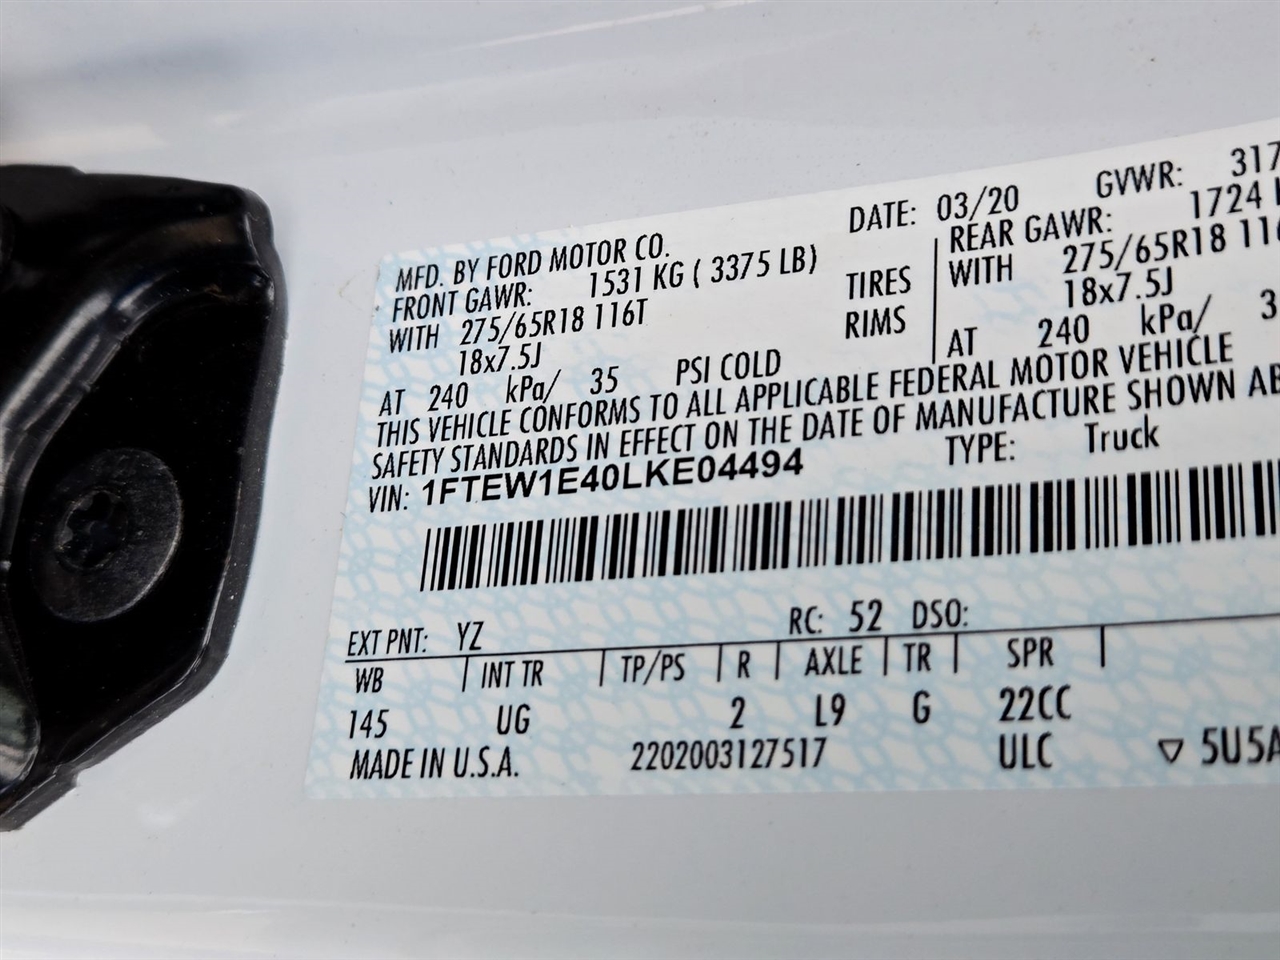 MFD. BY FORD MOTOR CO. DATE: 03/20 GVWR: 317
FRONT GAWR: 1531 KG ( 3375 LB) REAR GAWR: 1724
WITH 275/65R18 116T TIRES WITH 275/65R18 116
18x7.5J RIMS 18x7.5J
AT 240 kPa/ 35 PSI COLD AT 240 kPa/ 3
THIS VEHICLE CONFORMS TO ALL APPLICABLE FEDERAL MOTOR VEHICLE
SAFETY STANDARDS IN EFFECT ON THE DATE OF MANUFACTURE SHOWN AB
VIN: 1FTEW1E40LKE04494 TYPE: Truck
EXT PNT: YZ RC: 52 DSO:
WB INT TR TP/PS R AXLE TR SPR
145 UG 2 L9 G 22CC
MADE IN U.S.A. 2202003127517 ULC ▽ 5U5A